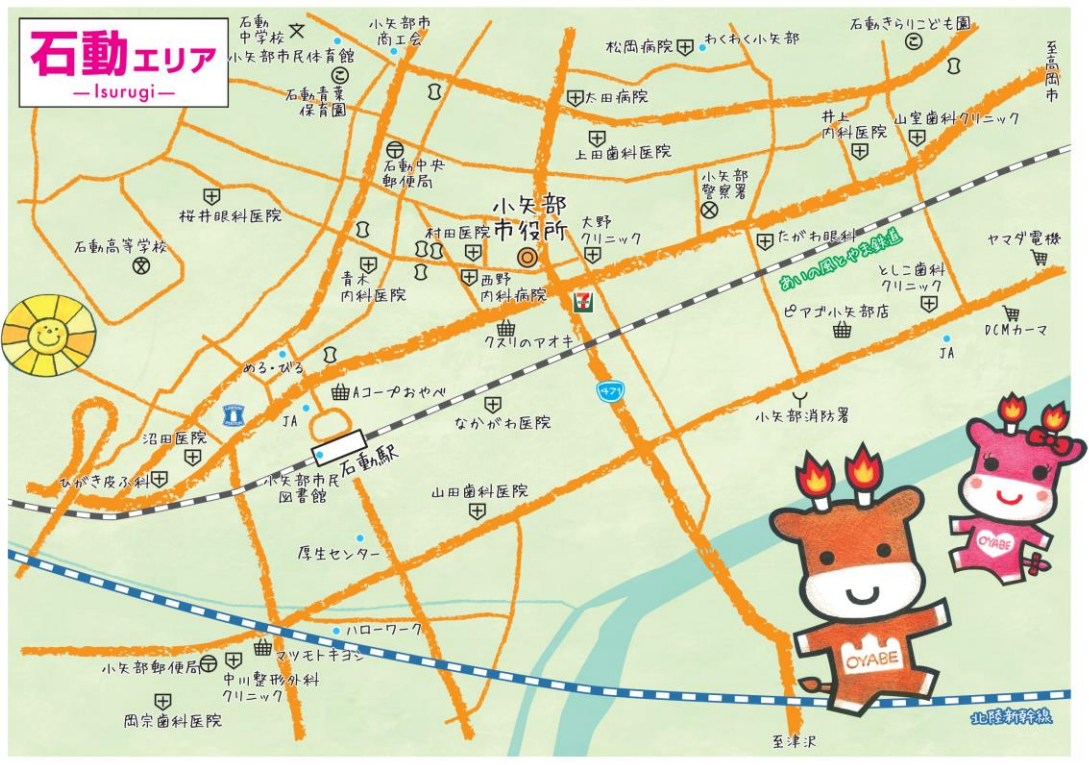 石動エリア
Isurugi
石動
中学校
小矢部市
商工会
小矢部市民体育館
石動青葉
保育園
松岡病院
わくわく小矢部
石動きらりこども園
至高岡市
太田病院
上田歯科医院
井上
内科医院
山室歯科クリニック
石動中央
郵便局
小矢部
警察署
桜井眼科医院
小矢部
市役所
村田医院
大野
クリニック
たがわ眼科
あいの風とやま鉄道
ヤマダ電機
石動高等学校
青木
内科医院
西野
内科病院
としこ歯科
クリニック
7
ピアゴ小矢部店
クスリのアオキ
DCMカーマ
JA
める・びる
Aコープおやべ
471
JA
なかがわ医院
小矢部消防署
沼田医院
石動駅
ひがき皮ふ科
小矢部市民
図書館
山田歯科医院
厚生センター
OYABE
ハローワーク
マツモトキヨシ
小矢部郵便局
中川整形外科
クリニック
OYABE
岡宗歯科医院
北陸新幹線
至津沢